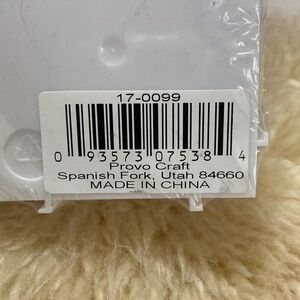 17-0099
0 93573 07538 4
Provo Craft
Spanish Fork, Utah 84660
MADE IN CHINA